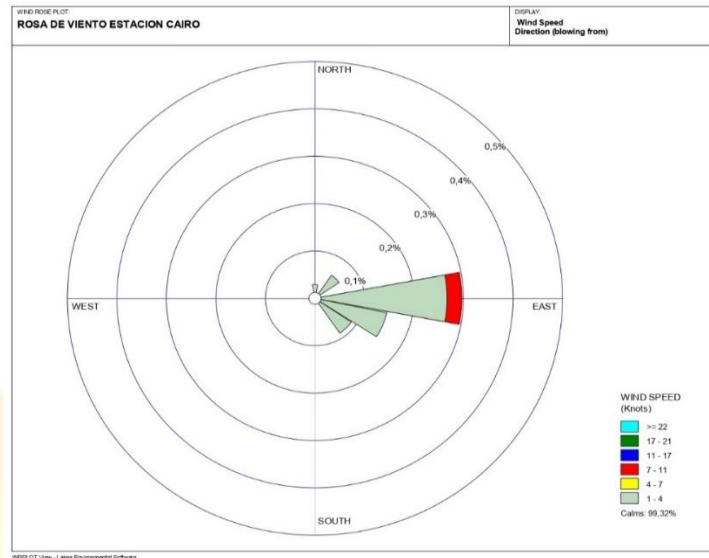 WIND ROSE PLOT:
ROSA DE VIENTO ESTACION CAIRO
DISPLAY:
Wind Speed
Direction (blowing from)
NORTH
0,5%
0,4%
0,3%
0,2%
0,1%
WEST
EAST
SOUTH
WIND SPEED
(Knots)
>= 22
17 - 21
11 - 17
7 - 11
4 - 7
1 - 4
Calms: 99,32%
WRPLOT View - Lakes Environmental Software